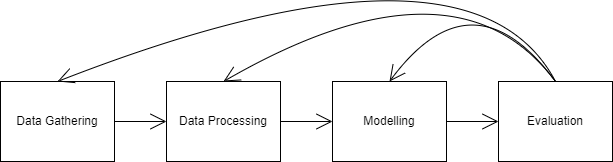 Data Gathering
Data Processing
Modelling
Evaluation